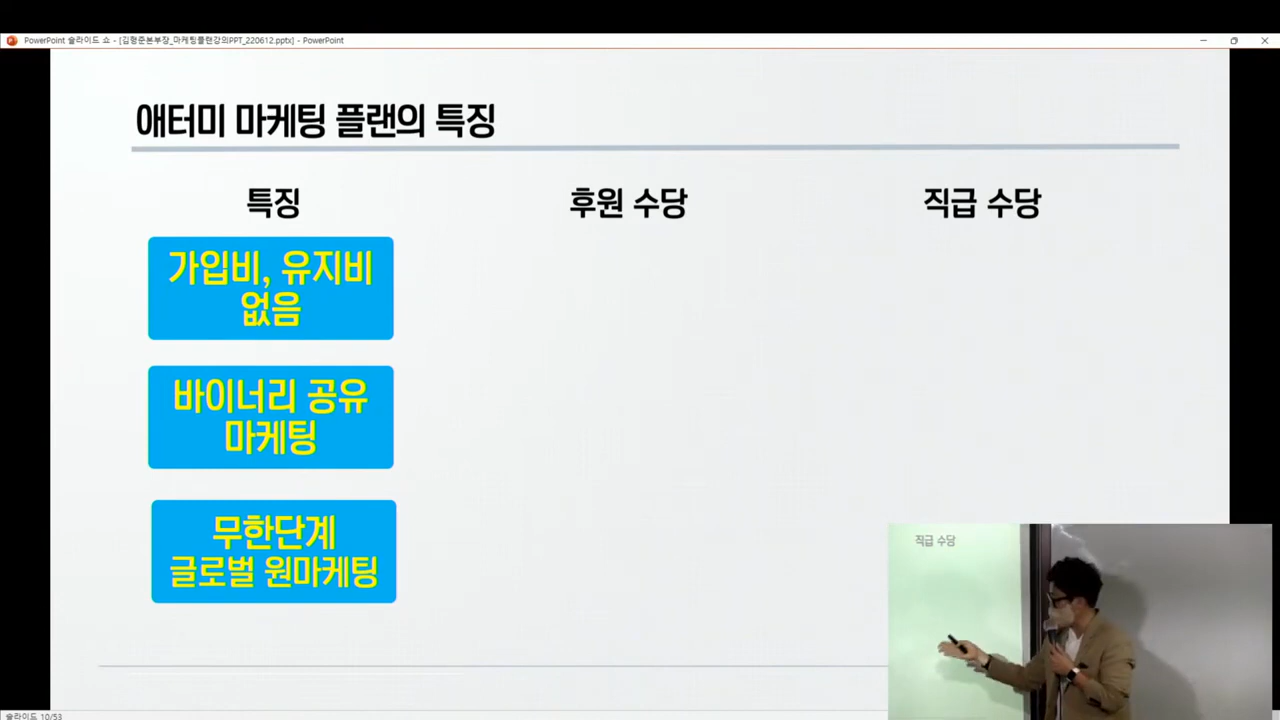 PowerPoint 슬라이드 쇼 - [김형준본부장_마케팅플랜강의PPT_220612.pptx] - PowerPoint
애터미 마케팅 플랜의 특징
특징
후원 수당
직급 수당
가입비, 유지비
없음
바이너리 공유
마케팅
무한단계
글로벌 원마케팅
직급 수당
슬라이드 10/53